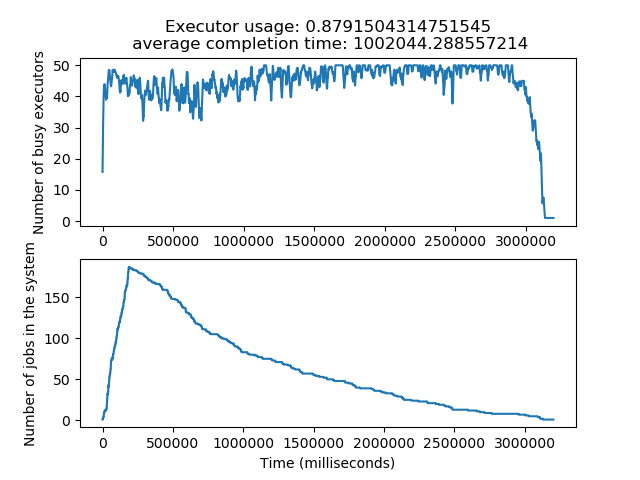 Executor usage: 0.8791504314751545
average completion time: 1002044.288557214
Number of busy executors
50
40
30
20
10
0
0 500000 1000000 1500000 2000000 2500000 3000000
Number of jobs in the system
150
100
50
0
0 500000 1000000 1500000 2000000 2500000 3000000
Time (milliseconds)